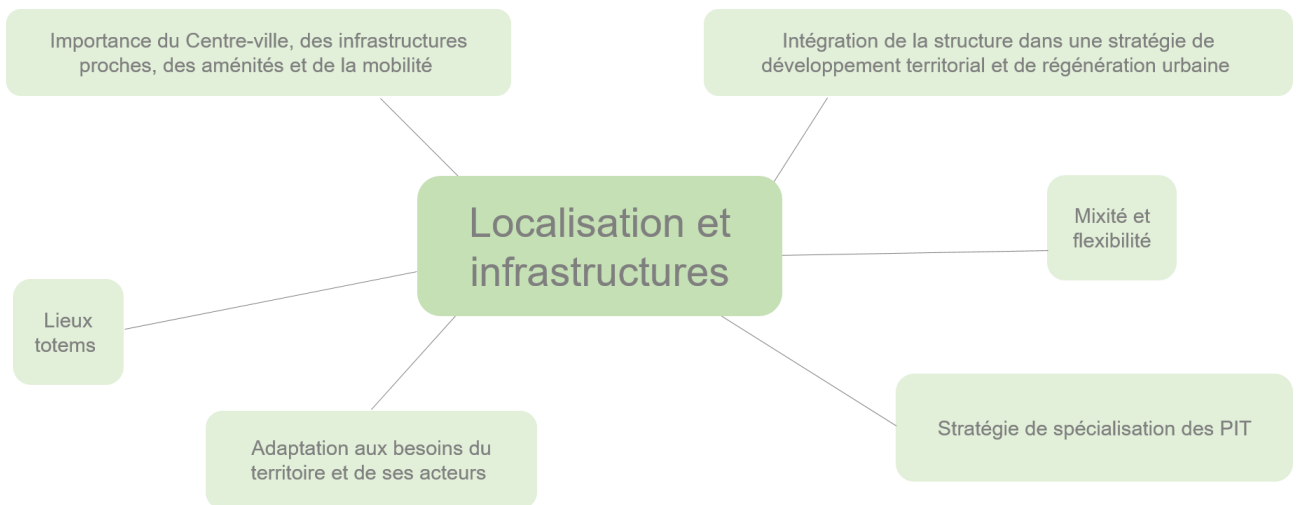 Importance du Centre-ville, des infrastructures
proches, des aménités et de la mobilité
Intégration de la structure dans une stratégie de
développement territorial et de régénération urbaine
Localisation et
infrastructures
Mixité et
flexibilité
Lieux
totems
Adaptation aux besoins du
territoire et de ses acteurs
Stratégie de spécialisation des PIT